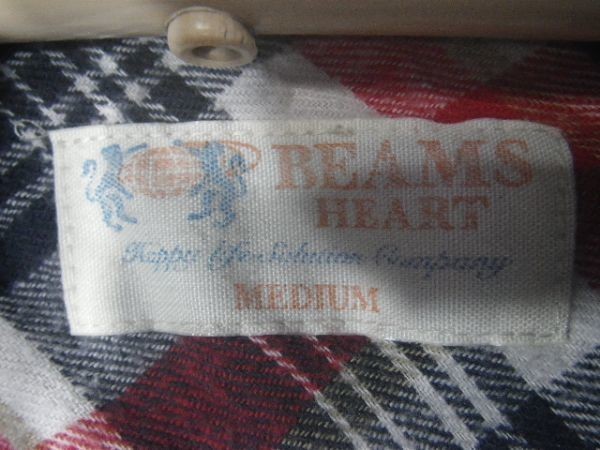 BEAMS
HEART
Happy Life Solution Company
MEDIUM